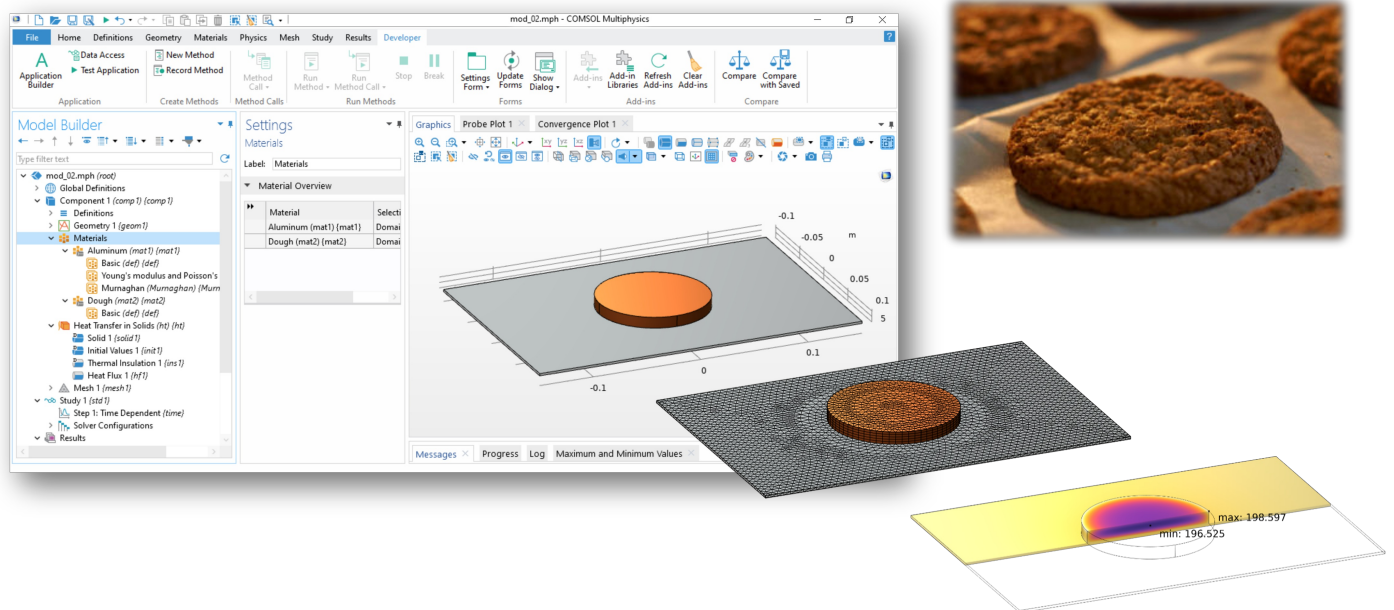 mod_02.mph - COMSOL Multiphysics
File Home Definitions Geometry Materials Physics Mesh Study Results Developer
?
A
Application Builder
Data Access
Test Application
Application
New Method
Record Method
Create Methods
Method Call
Method Calls
Run Method
Run Method Call
Stop
Break
Run Methods
Settings Form
Update Forms
Show Dialog
Forms
Add-ins
Add-in Libraries
Refresh Add-ins
Clear Add-ins
Add-ins
Compare
Compare with Saved
Compare
Model Builder
Type filter text
mod_02.mph (root)
Global Definitions
Component 1 (comp1) {comp1}
Definitions
Geometry 1 {geom1}
Materials
Aluminum (mat1) {mat1}
Basic (def) {def}
Young's modulus and Poisson's
Murnaghan (Murnaghan) {Murn
Dough (mat2) {mat2}
Basic (def) {def}
Heat Transfer in Solids (ht) {ht}
Solid 1 {solid1}
Initial Values 1 {init1}
Thermal Insulation 1 {ins1}
Heat Flux 1 {hf1}
Mesh 1 {mesh1}
Study 1 {std1}
Step 1: Time Dependent {time}
Solver Configurations
Results
Settings
Materials
Label: Materials
Material Overview
Material Selecti
Aluminum (mat1) {mat1} Domai
Dough (mat2) {mat2} Domai
Graphics Probe Plot 1 Convergence Plot 1
xy yz xz
-0.1
-0.05
m
0
0.05
0.1
5
0.1
0
-0.1
Messages Progress Log Maximum and Minimum Values
max: 198.597
min: 196.525